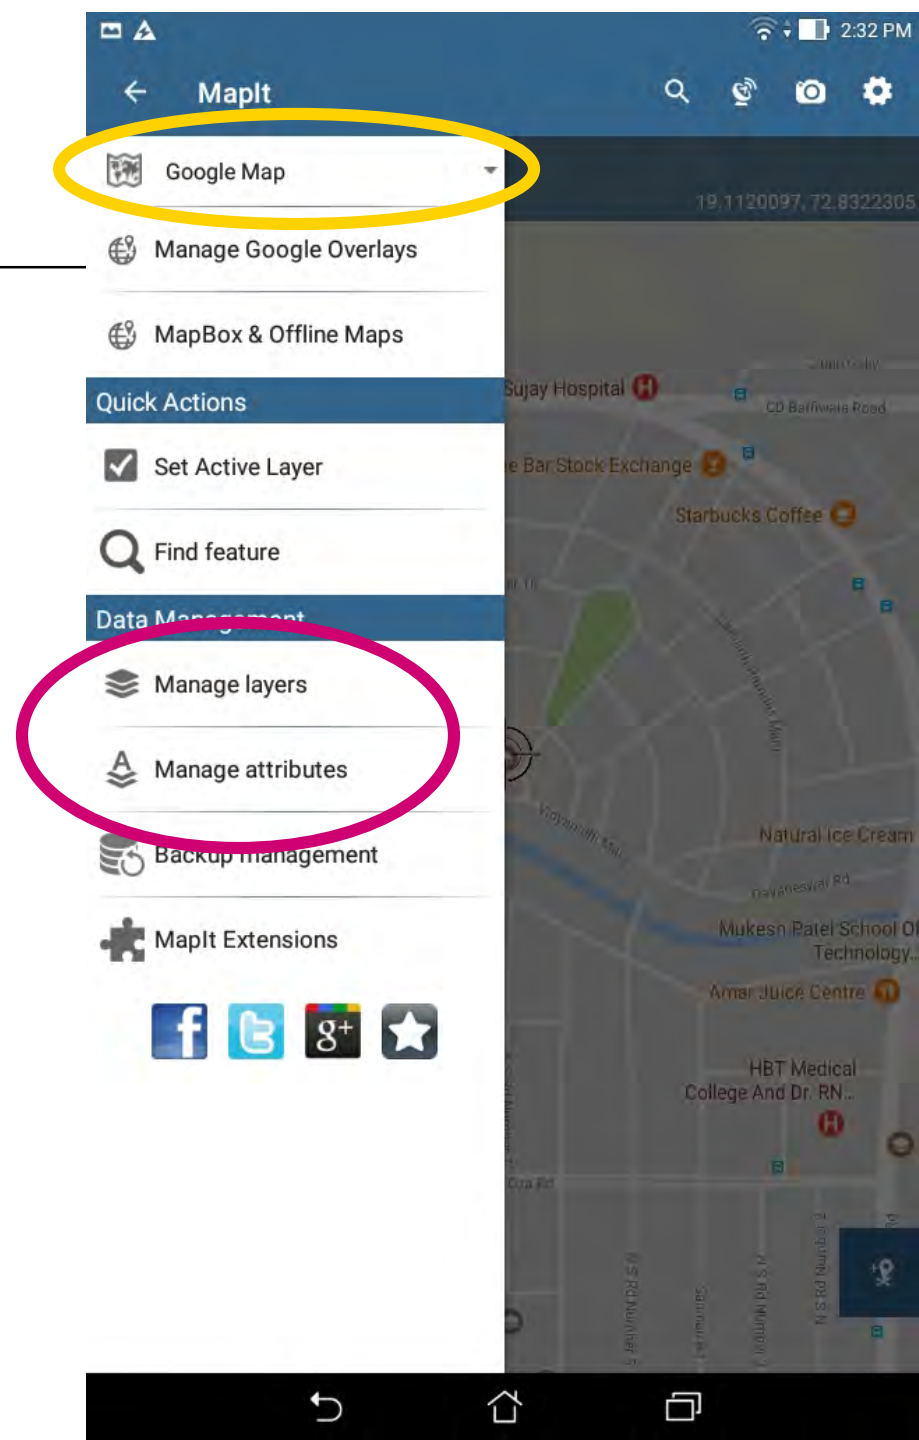 2:32 PM
MapIt
Google Map
19.1120097, 72.8322305
Manage Google Overlays
MapBox & Offline Maps
Sujay Hospital
Quick Actions
CD Barfiwala Road
Set Active Layer
e Bar Stock Exchange
Starbucks Coffee
Find feature
Data Management
Manage layers
Manage attributes
Natural Ice Cream
Backup management
Mukesh Patel School Of
Technology..
MapIt Extensions
Amar Juice Centre
g+
HBT Medical
College And Dr. RN..
N S Rd Number 5